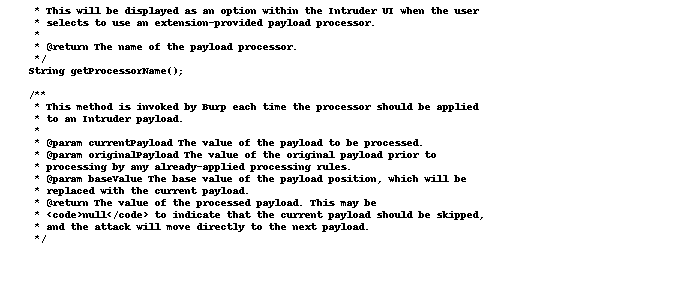 * This will be displayed as an option within the Intruder UI when the user
* selects to use an extension-provided payload processor.
*
* @return The name of the payload processor.
*/
String getProcessorName();
/**
* This method is invoked by Burp each time the processor should be applied
* to an Intruder payload.
*
* @param currentPayload The value of the payload to be processed.
* @param originalPayload The value of the original payload prior to
* processing by any already-applied processing rules.
* @param baseValue The base value of the payload position, which will be
* replaced with the current payload.
* @return The value of the processed payload. This may be
* <code>null</code> to indicate that the current payload should be skipped,
* and the attack will move directly to the next payload.
*/